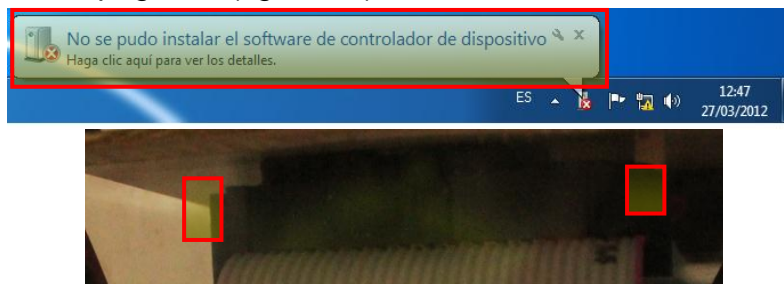 No se pudo instalar el software de controlador de dispositivo
Haga clic aquí para ver los detalles.
ES
12:47
27/03/2012